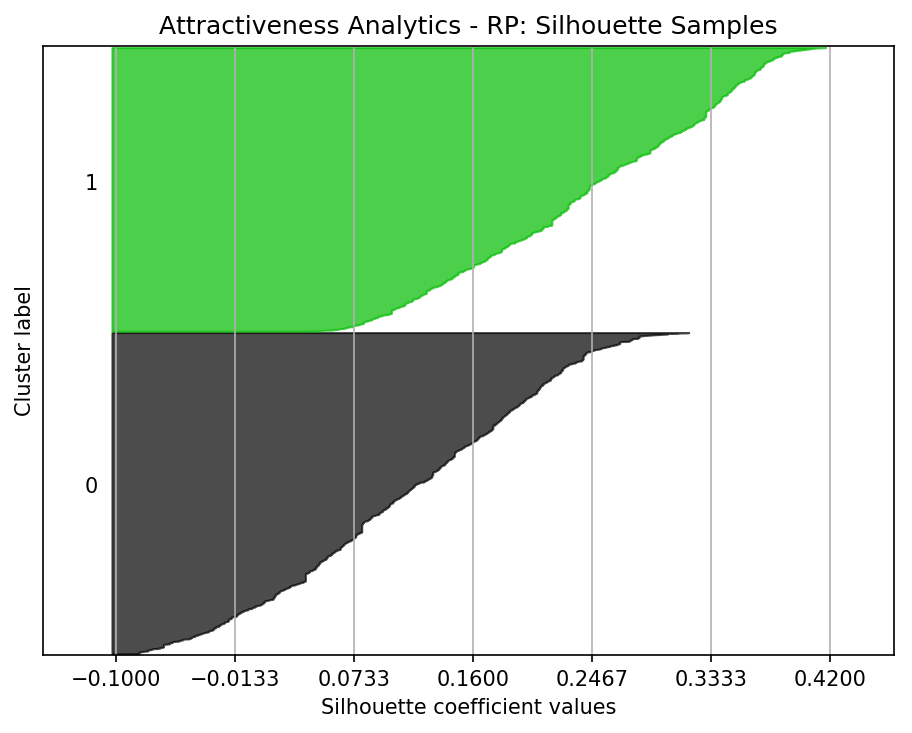 Attractiveness Analytics - RP: Silhouette Samples
Cluster label
1
0
−0.1000 −0.0133 0.0733 0.1600 0.2467 0.3333 0.4200
Silhouette coefficient values